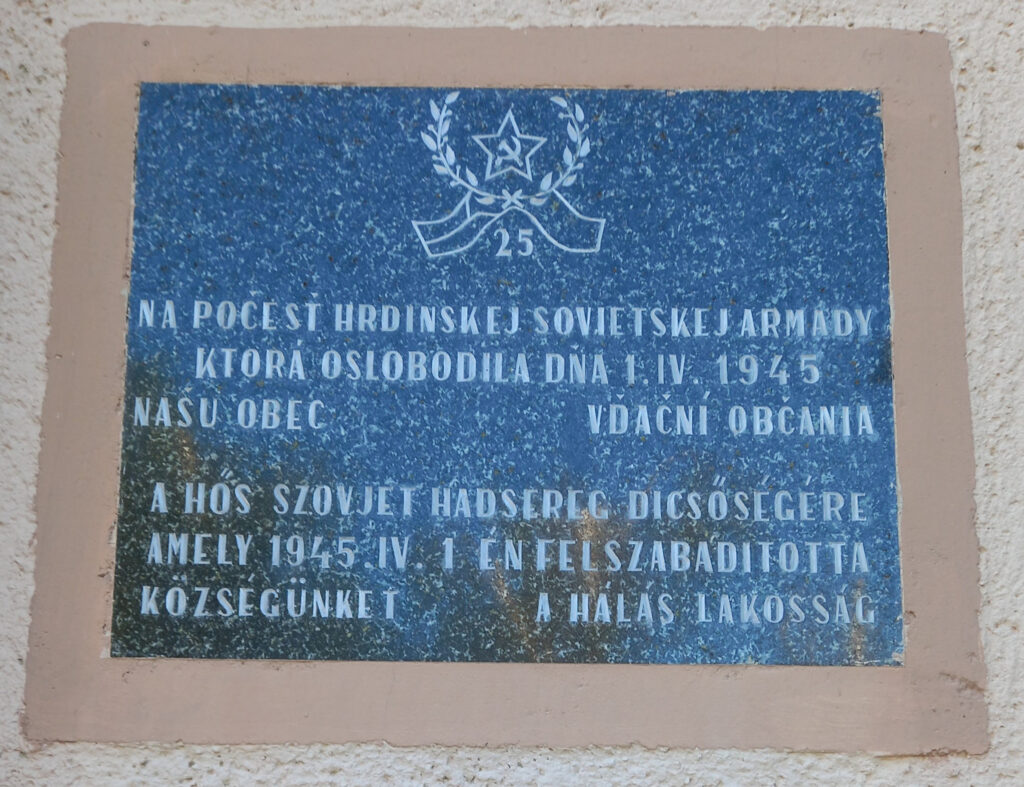 25
NA POČESŤ HRDINSKEJ SOVIETSKEJ ARMÁDY
KTORÁ OSLOBODILA DŇA 1. IV. 1945
NAŠU OBEC VĎAČNÍ OBČANIA
A HŐS SZOVJET HADSEREG DICSŐSÉGÉRE
AMELY 1945. IV. 1 ÉN FELSZABADITOTTA
KÖZSÉGÜNKET A HÁLÁS LAKOSSÁG